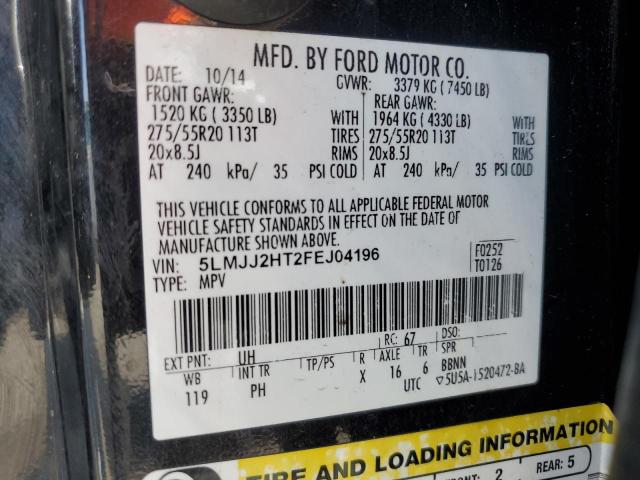 MFD. BY FORD MOTOR CO.
DATE: 10/14 GVWR: 3379 KG ( 7450 LB)
FRONT GAWR: REAR GAWR:
1520 KG ( 3350 LB) WITH 1964 KG ( 4330 LB) WITH
275/55R20 113T TIRES 275/55R20 113T TIRES
20x8.5J RIMS 20x8.5J RIMS
AT 240 kPa/ 35 PSI COLD AT 240 kPa/ 35 PSI COLD
THIS VEHICLE CONFORMS TO ALL APPLICABLE FEDERAL MOTOR
VEHICLE SAFETY STANDARDS IN EFFECT ON THE DATE OF
MANUFACTURE SHOWN ABOVE.
VIN: 5LMJJ2HT2FEJ04196 F0252
TYPE: MPV T0126
EXT PNT: UH RC: 67 DSO:
WB INT TR TP/PS R AXLE TR SPR
119 PH X 16 6 BBNN
UTC ▽5U5A-1520472-BA
TIRE AND LOADING INFORMATION
FRONT: 2 REAR: 5